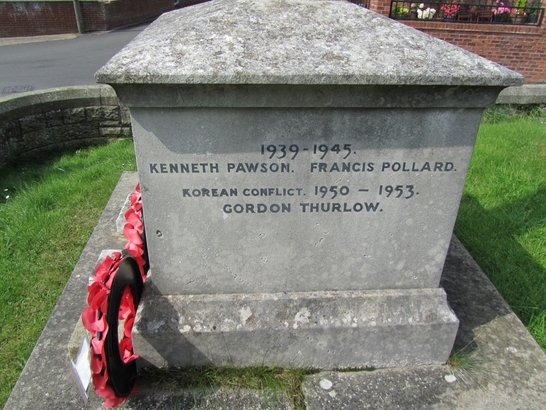 1939-1945.
KENNETH PAWSON. FRANCIS POLLARD.
KOREAN CONFLICT. 1950 - 1953.
GORDON THURLOW.